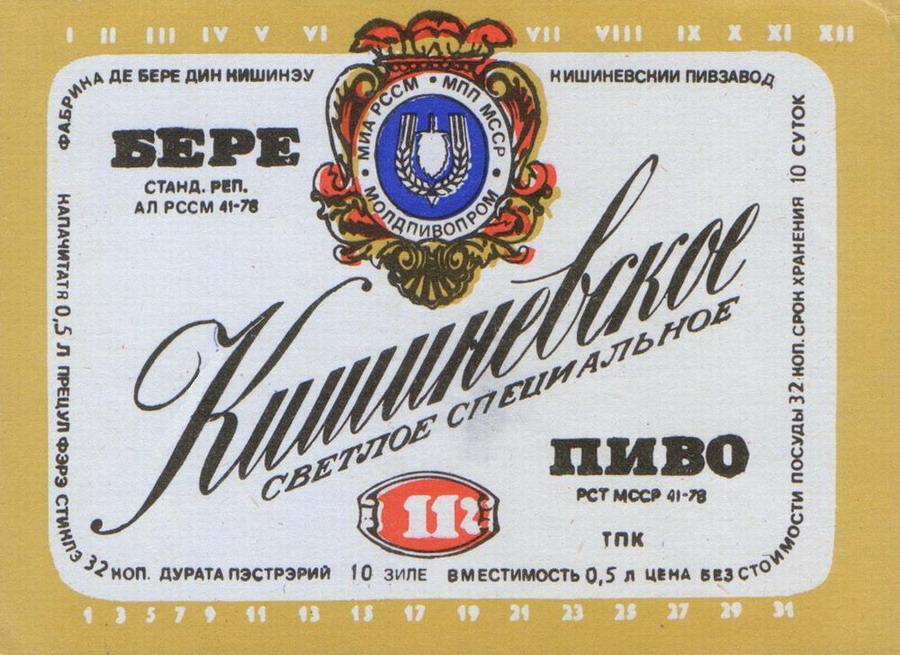 I II III IV V VI VII VIII IX X XI XII
ФАБРИКА ДЕ БЕРЕ ДИН КИШИНЭУ
КИШИНЕВСКИЙ ПИВЗАВОД
МИА РССМ • МПП МССР • МОЛДПИВОПРОМ •
БЕРЕ
СТАНД. РЕП.
АЛ РССМ 41-78
Кишиневское
СВЕТЛОЕ СПЕЦИАЛЬНОЕ
ПИВО
РСТ МССР 41-78
ТПК
11
КАПАЧИТАТЯ 0,5 Л ПРЕЦУЛ ФЭРЭ СТИКЛЭ 32 КОП. ДУРАТА ПЭСТРЭРИЙ 10 ЗИЛЕ
ВМЕСТИМОСТЬ 0,5 л ЦЕНА БЕЗ СТОИМОСТИ ПОСУДЫ 32 КОП. СРОК ХРАНЕНИЯ 10 СУТОК
1 3 5 7 9 11 13 15 17 19 21 23 25 27 29 31